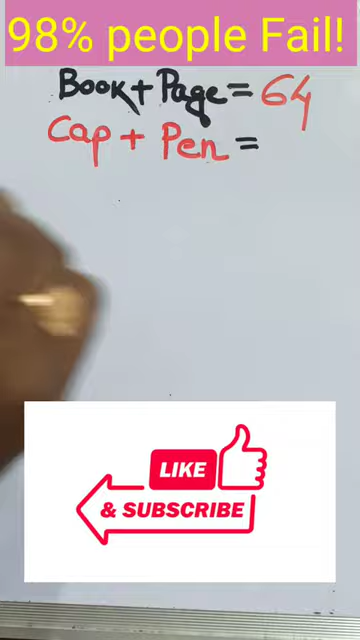 98% people Fail!
Book + Page = 64
Cap + Pen =
LIKE
& SUBSCRIBE